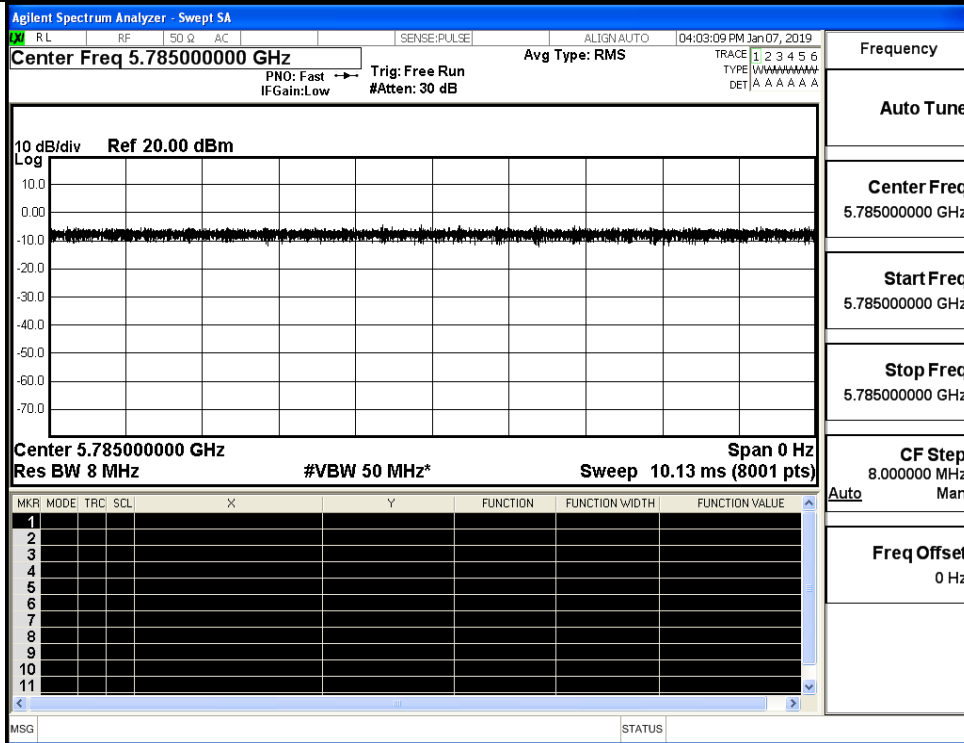 Agilent Spectrum Analyzer - Swept SA
LXI RL RF 50 Ω AC SENSE:PULSE ALIGNAUTO 04:03:09 PM Jan 07, 2019
Center Freq 5.785000000 GHz
Avg Type: RMS
TRACE 1 2 3 4 5 6
PNO: Fast
Trig: Free Run
TYPE WWWWWW
IFGain:Low
#Atten: 30 dB
DET A A A A A A
10 dB/div Ref 20.00 dBm
Log
10.0
0.00
-10.0
-20.0
-30.0
-40.0
-50.0
-60.0
-70.0
Center 5.785000000 GHz Span 0 Hz
Res BW 8 MHz #VBW 50 MHz* Sweep 10.13 ms (8001 pts)
MKR MODE TRC SCL X Y FUNCTION FUNCTION WIDTH FUNCTION VALUE
1
2
3
4
5
6
7
8
9
10
11
MSG STATUS
Frequency
Auto Tune
Center Freq
5.785000000 GHz
Start Freq
5.785000000 GHz
Stop Freq
5.785000000 GHz
CF Step
8.000000 MHz
Auto Man
Freq Offset
0 Hz